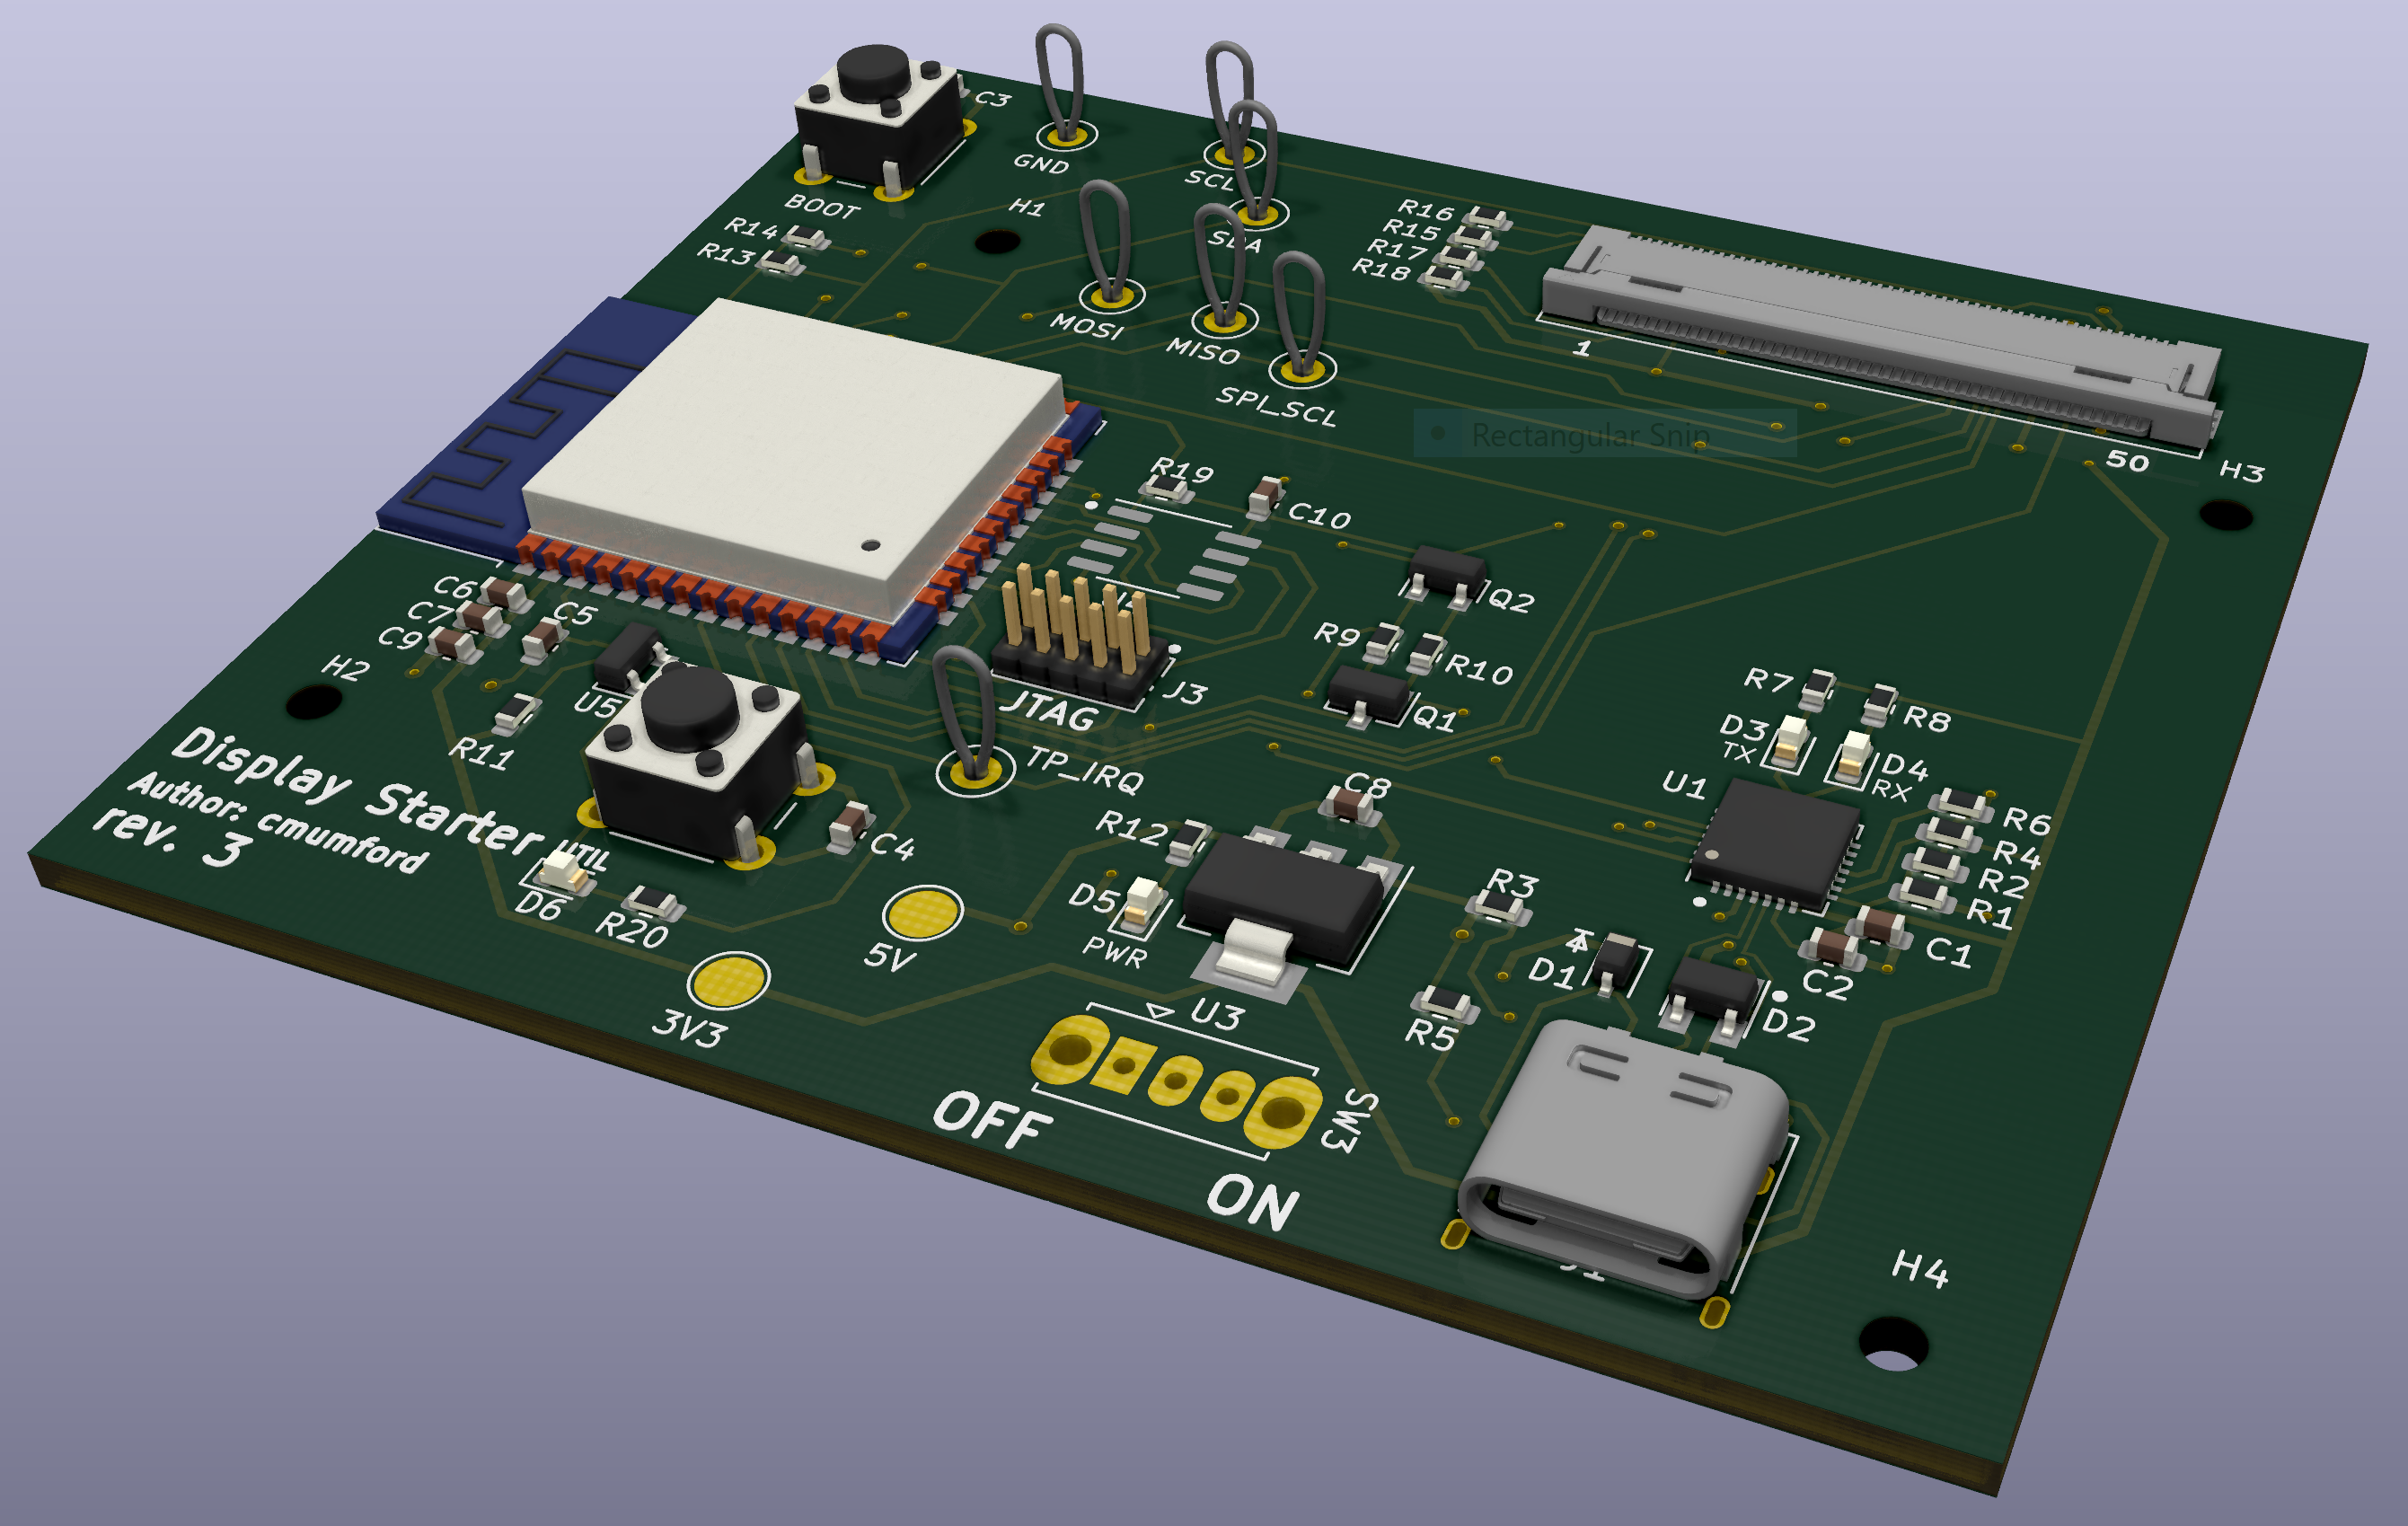 C3
GND
SCL
BOOT
H1
SDA
R14
R13
R16
R15
R17
R18
MOSI
MISO
SPI_SCL
1
50
H3
Rectangular Snip
R19
C10
C6
C7
C9
C5
Q2
R9
R10
Q1
J3
JTAG
H2
U5
R11
TP_IRQ
R7
R8
D3
TX
D4
RX
U1
Display Starter
Author: cmumford
rev. 3
C8
R12
C4
R6
R4
R2
R1
UTIL
D6
R20
D5
PWR
5V
3V3
R3
D1
C1
C2
D2
U3
R5
SW3
OFF
ON
J1
H4